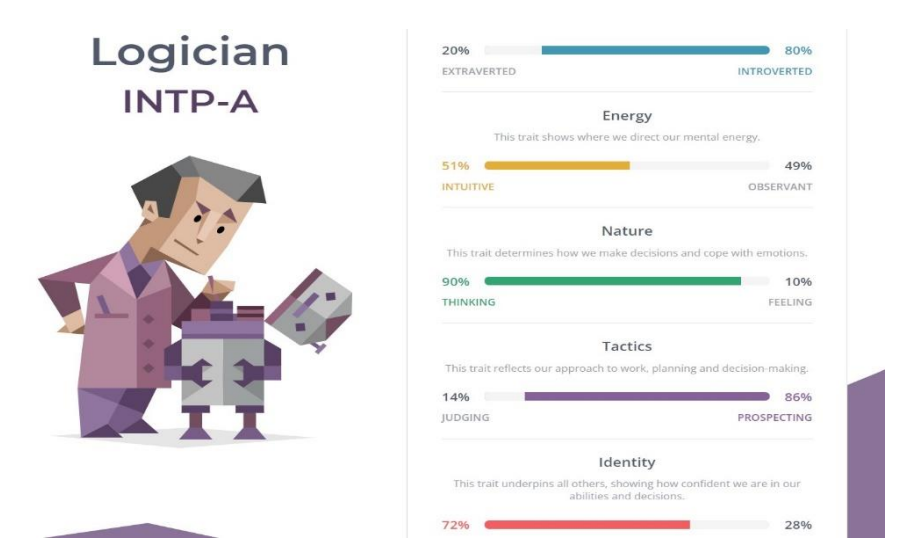 Logician
INTP-A
20% 80%
EXTRAVERTED INTROVERTED
Energy
This trait shows where we direct our mental energy.
51% 49%
INTUITIVE OBSERVANT
Nature
This trait determines how we make decisions and cope with emotions.
90% 10%
THINKING FEELING
Tactics
This trait reflects our approach to work, planning and decision-making.
14% 86%
JUDGING PROSPECTING
Identity
This trait underpins all others, showing how confident we are in our
abilities and decisions.
72% 28%